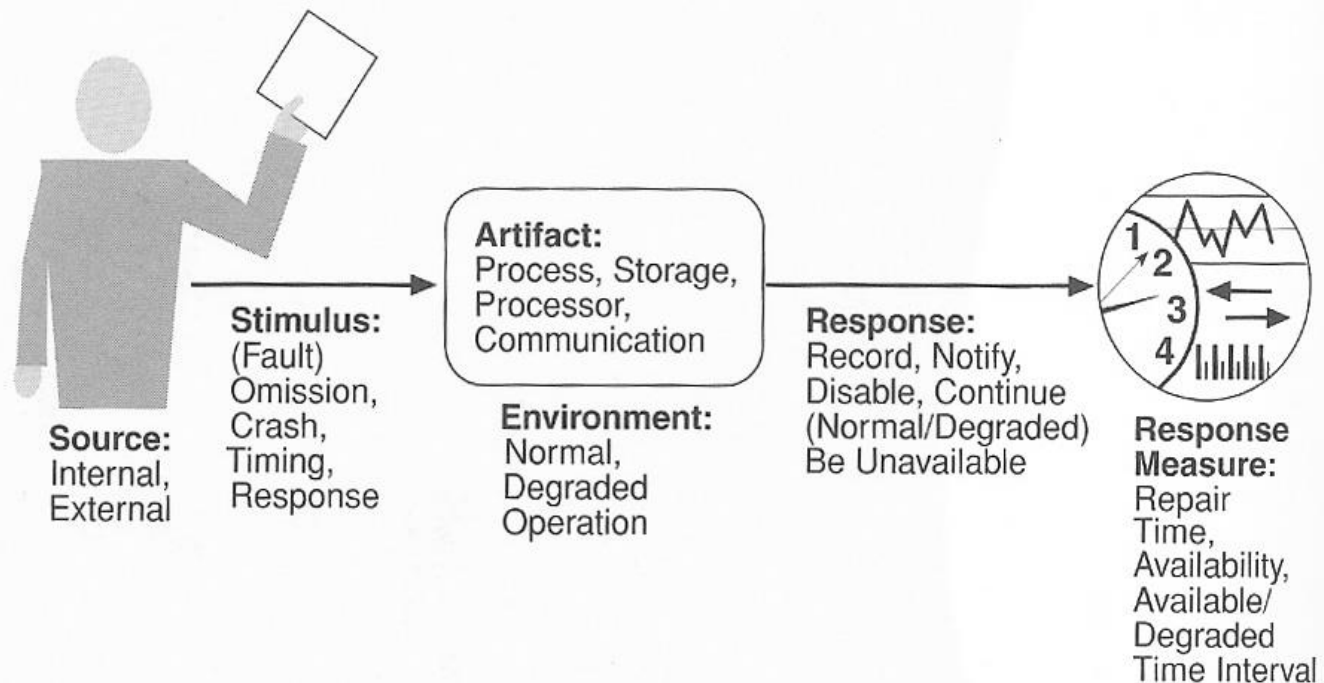 Source:
Internal,
External
Stimulus:
(Fault)
Omission,
Crash,
Timing,
Response
Artifact:
Process, Storage,
Processor,
Communication
Environment:
Normal,
Degraded
Operation
Response:
Record, Notify,
Disable, Continue
(Normal/Degraded)
Be Unavailable
1
2
3
4
Response
Measure:
Repair
Time,
Availability,
Available/
Degraded
Time Interval